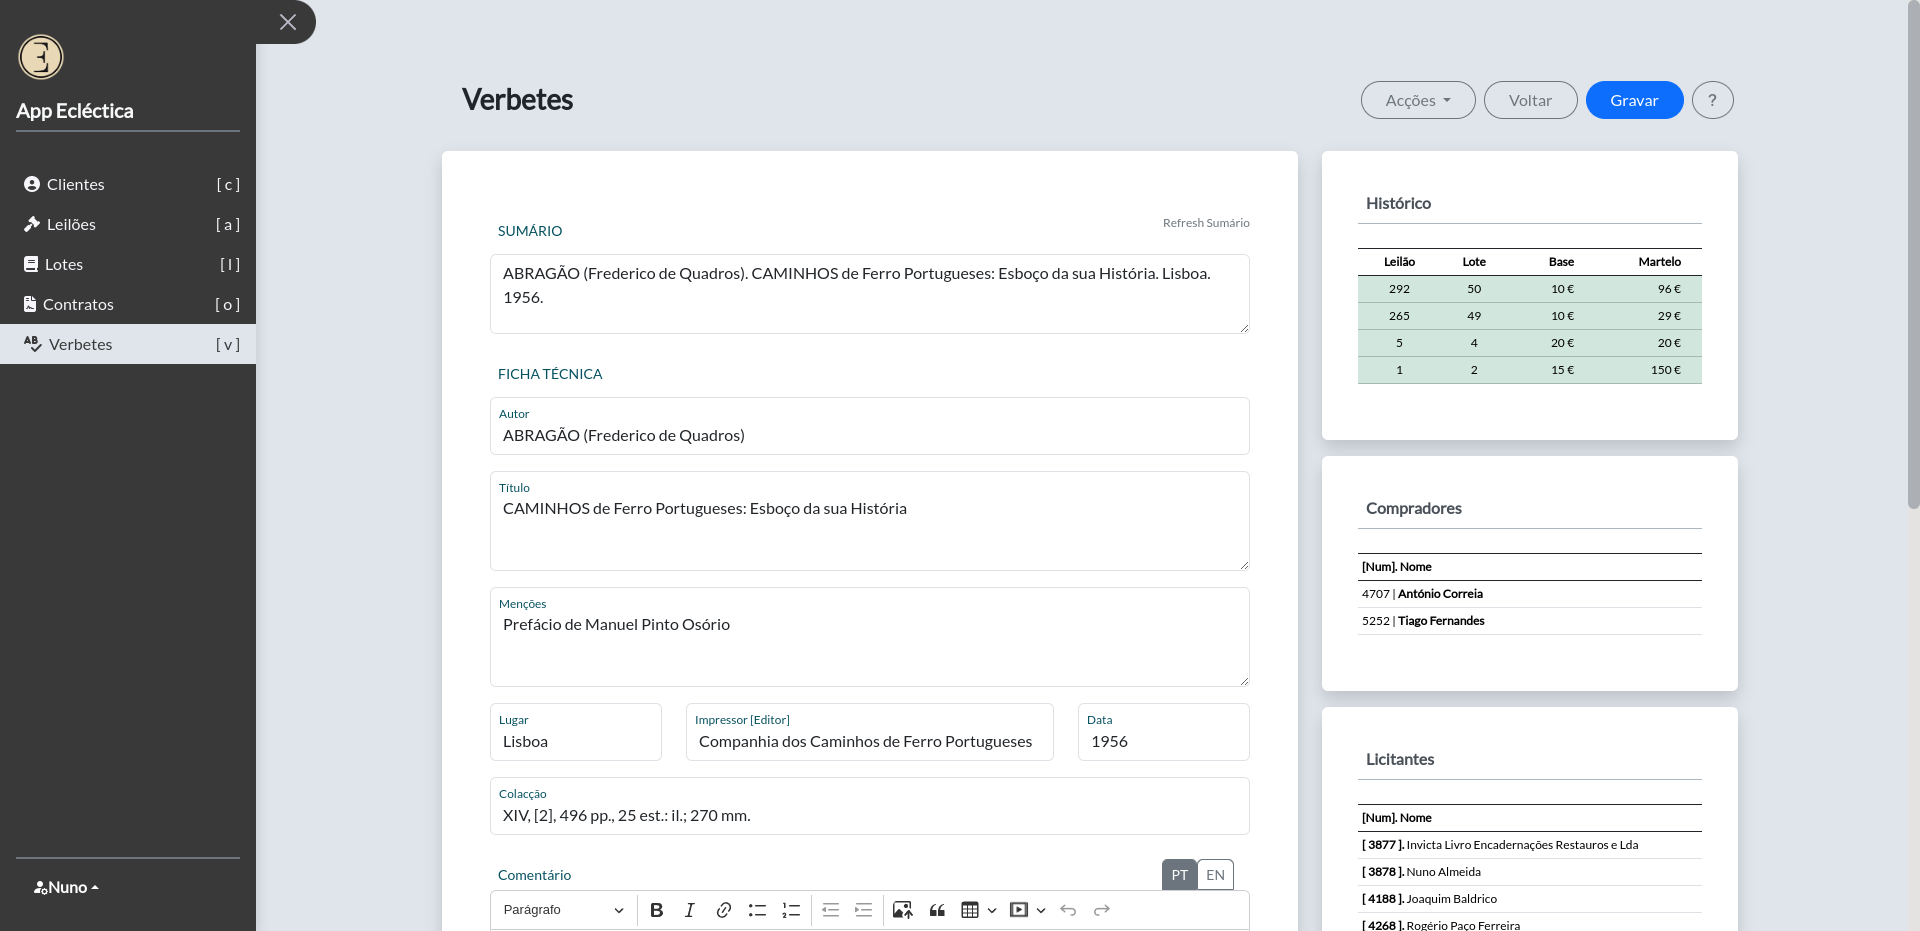 App Ecléctica
Clientes [ c ]
Leilões [ a ]
Lotes [ l ]
Contratos [ o ]
Verbetes [ v ]
Nuno
Verbetes
Acções
Voltar
Gravar
?
SUMÁRIO
Refresh Sumário
ABRAGÃO (Frederico de Quadros). CAMINHOS de Ferro Portugueses: Esboço da sua História. Lisboa.
1956.
FICHA TÉCNICA
Autor
ABRAGÃO (Frederico de Quadros)
Título
CAMINHOS de Ferro Portugueses: Esboço da sua História
Menções
Prefácio de Manuel Pinto Osório
Lugar
Lisboa
Impressor [Editor]
Companhia dos Caminhos de Ferro Portugueses
Data
1956
Colacção
XIV, [2], 496 pp., 25 est.: il.; 270 mm.
Comentário
PT EN
Parágrafo
Histórico
Leilão Lote Base Martelo
292 50 10 € 96 €
265 49 10 € 29 €
5 4 20 € 20 €
1 2 15 € 150 €
Compradores
[Num]. Nome
4707 | António Correia
5252 | Tiago Fernandes
Licitantes
[Num]. Nome
[ 3877 ]. Invicta Livro Encadernações Restauros e Lda
[ 3878 ]. Nuno Almeida
[ 4188 ]. Joaquim Baldrico
[ 4268 ]. Rogério Paço Ferreira